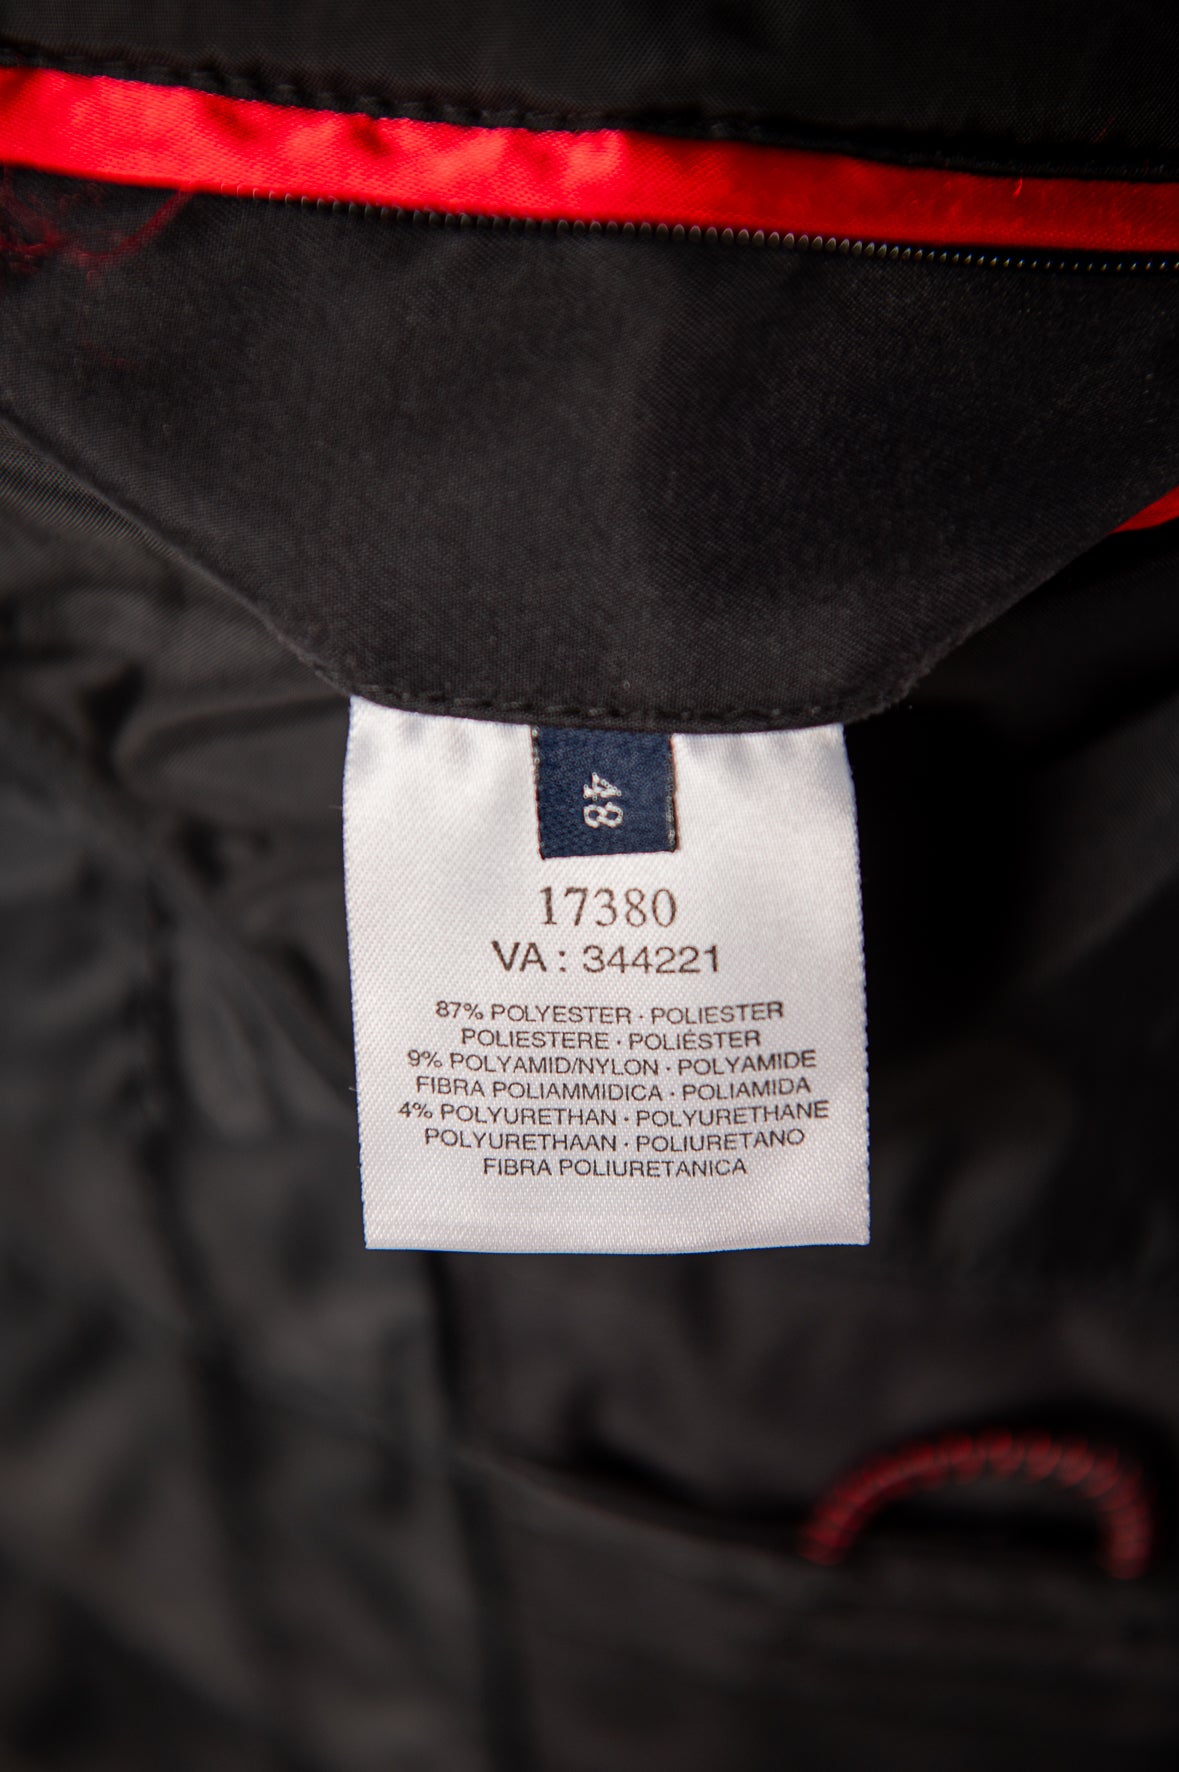 48
17380
VA : 344221
87% POLYESTER · POLIESTER
POLIESTERE · POLIÉSTER
9% POLYAMID/NYLON · POLYAMIDE
FIBRA POLIAMMIDICA · POLIAMIDA
4% POLYURETHAN · POLYURETHANE
POLYURETHAAN · POLIURETANO
FIBRA POLIURETANICA